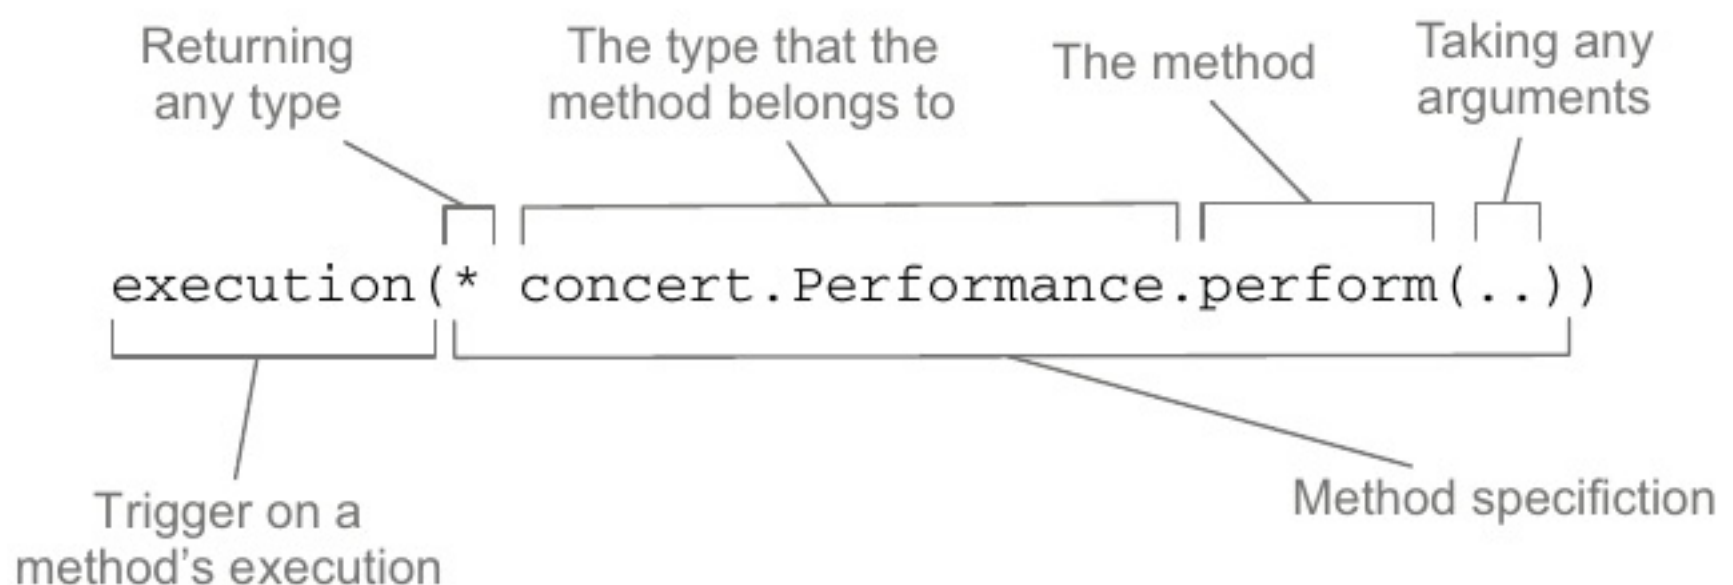 Returning
any type
The type that the
method belongs to
The method
Taking any
arguments
execution(* concert.Performance.perform(..))
Trigger on a
method's execution
Method specifiction